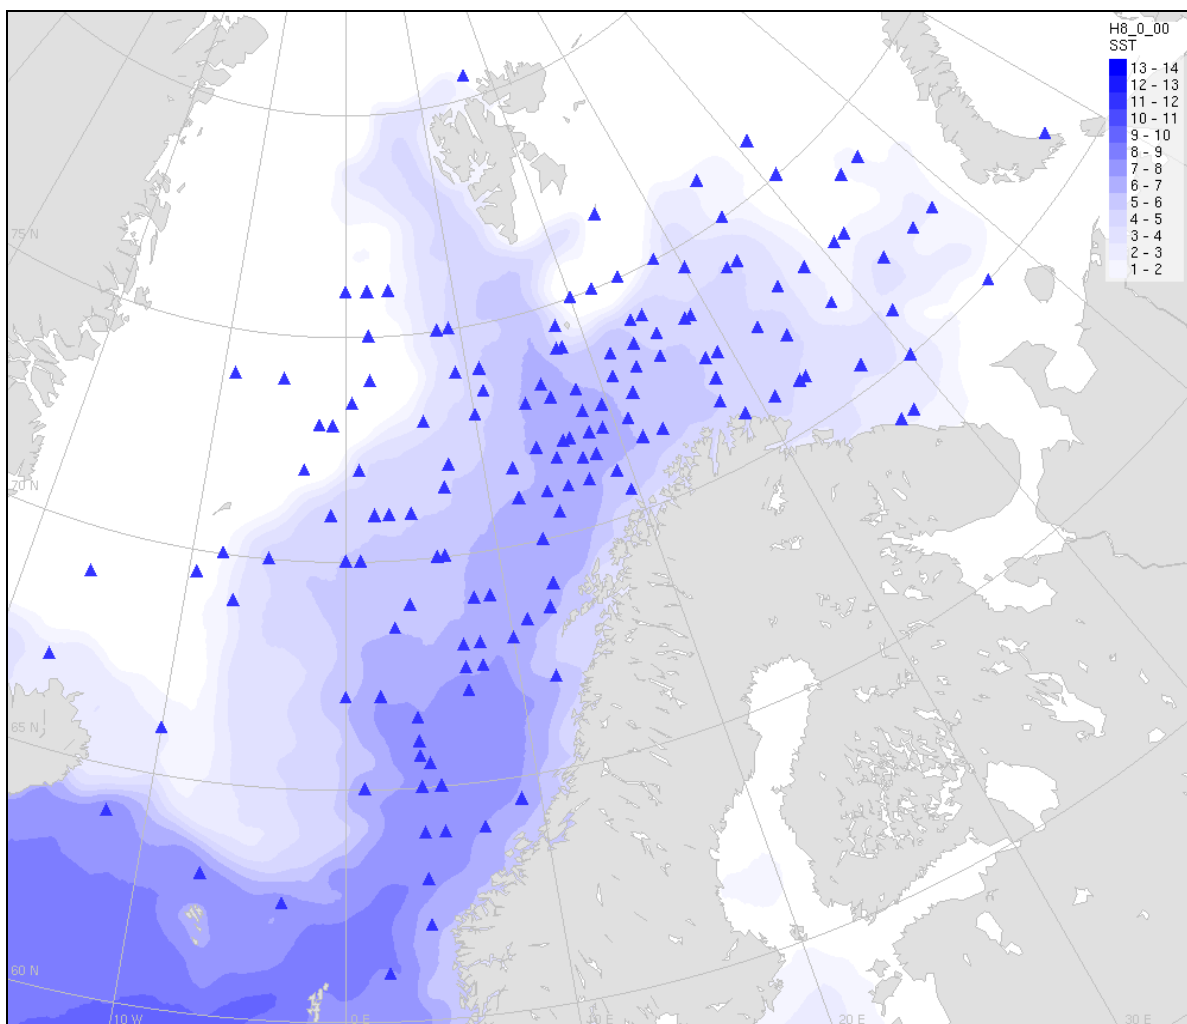 H8_0_00
SST
13 - 14
12 - 13
11 - 12
10 - 11
9 - 10
8 - 9
7 - 8
6 - 7
5 - 6
4 - 5
3 - 4
2 - 3
1 - 2
75 N
70 N
65 N
60 N
10 W
0 E
10 E
20 E
30 E